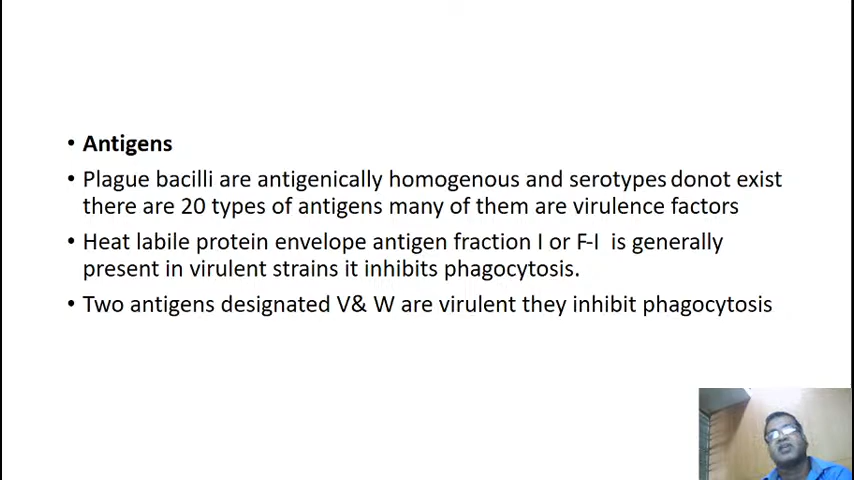 • Antigens
• Plague bacilli are antigenically homogenous and serotypes donot exist
there are 20 types of antigens many of them are virulence factors
• Heat labile protein envelope antigen fraction I or F-I is generally
present in virulent strains it inhibits phagocytosis.
• Two antigens designated V& W are virulent they inhibit phagocytosis